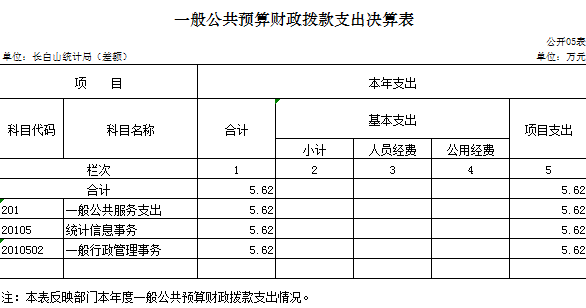 一般公共预算财政拨款支出决算表
公开05表
单位：长白山统计局（差额） 单位：万元
项 目 本年支出
科目代码 科目名称 合计 基本支出 项目支出
小计 人员经费 公用经费
栏次 1 2 3 4 5
合计 5.62 5.62
201 一般公共服务支出 5.62 5.62
20105 统计信息事务 5.62 5.62
2010502 一般行政管理事务 5.62 5.62
注：本表反映部门本年度一般公共预算财政拨款支出情况。